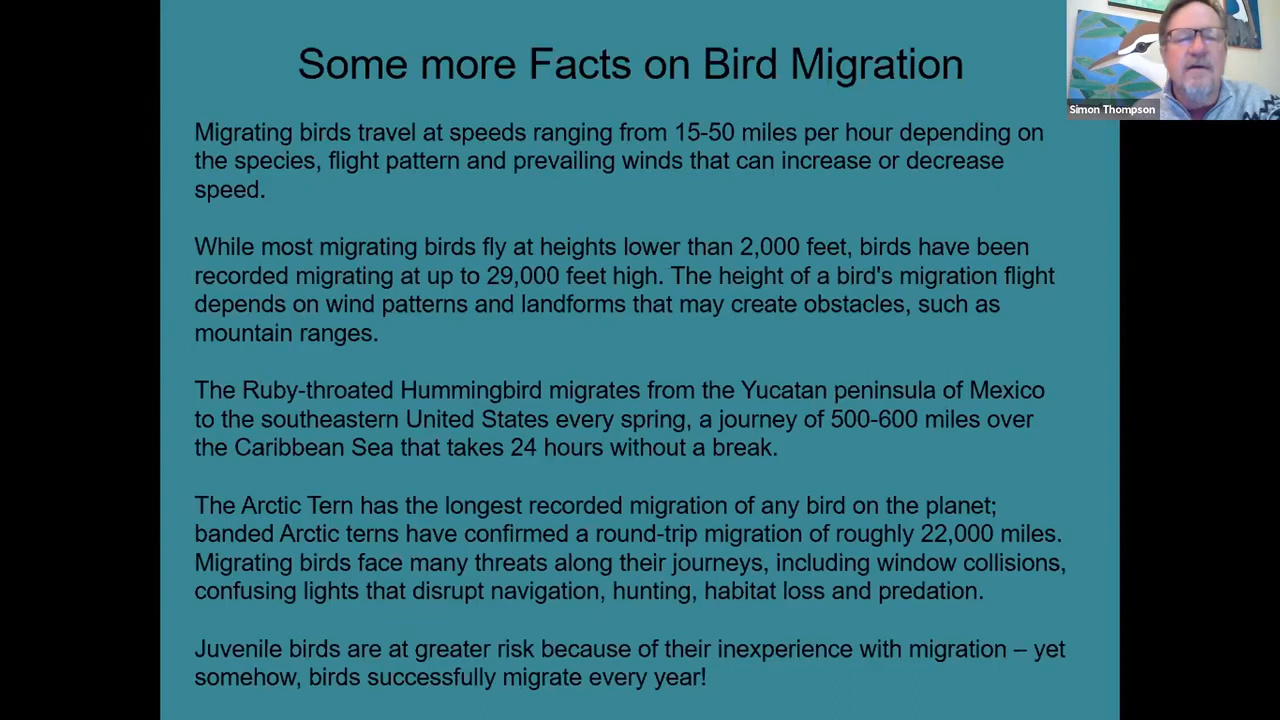 Some more Facts on Bird Migration
Simon Thompson
Migrating birds travel at speeds ranging from 15-50 miles per hour depending on
the species, flight pattern and prevailing winds that can increase or decrease
speed.
While most migrating birds fly at heights lower than 2,000 feet, birds have been
recorded migrating at up to 29,000 feet high. The height of a bird's migration flight
depends on wind patterns and landforms that may create obstacles, such as
mountain ranges.
The Ruby-throated Hummingbird migrates from the Yucatan peninsula of Mexico
to the southeastern United States every spring, a journey of 500-600 miles over
the Caribbean Sea that takes 24 hours without a break.
The Arctic Tern has the longest recorded migration of any bird on the planet;
banded Arctic terns have confirmed a round-trip migration of roughly 22,000 miles.
Migrating birds face many threats along their journeys, including window collisions,
confusing lights that disrupt navigation, hunting, habitat loss and predation.
Juvenile birds are at greater risk because of their inexperience with migration – yet
somehow, birds successfully migrate every year!